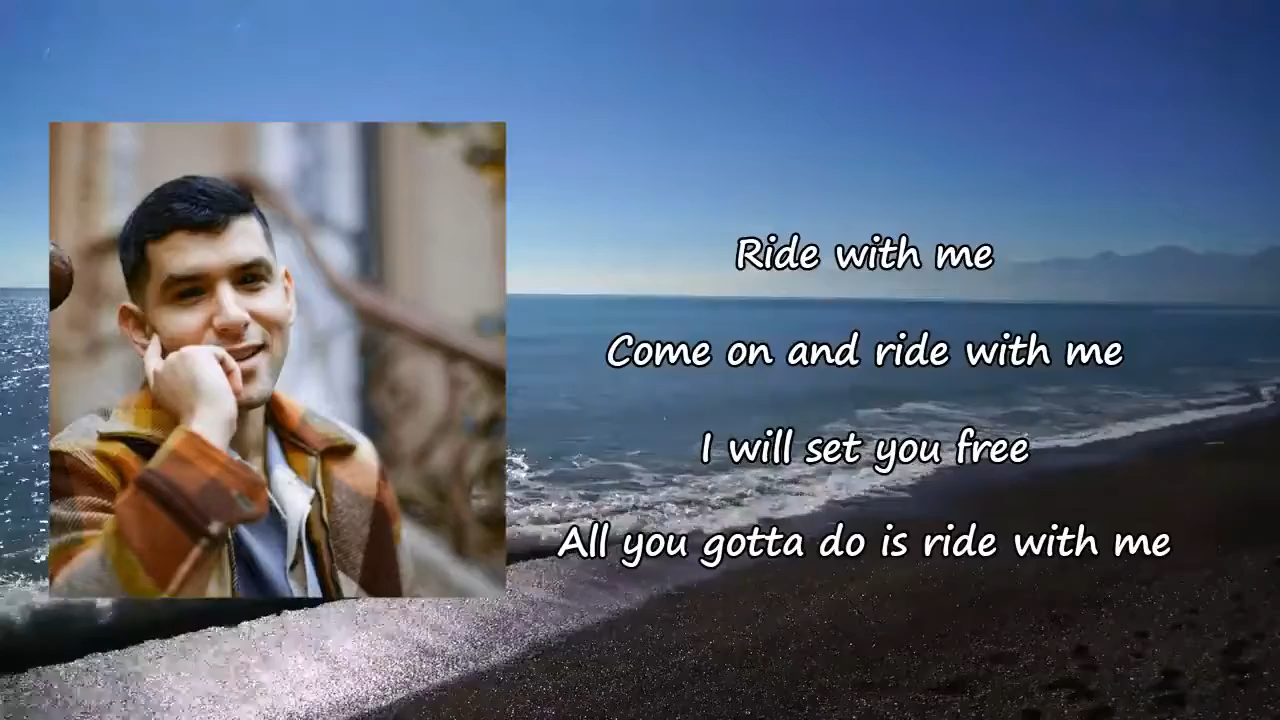 Ride with me
Come on and ride with me
I will set you free
All you gotta do is ride with me